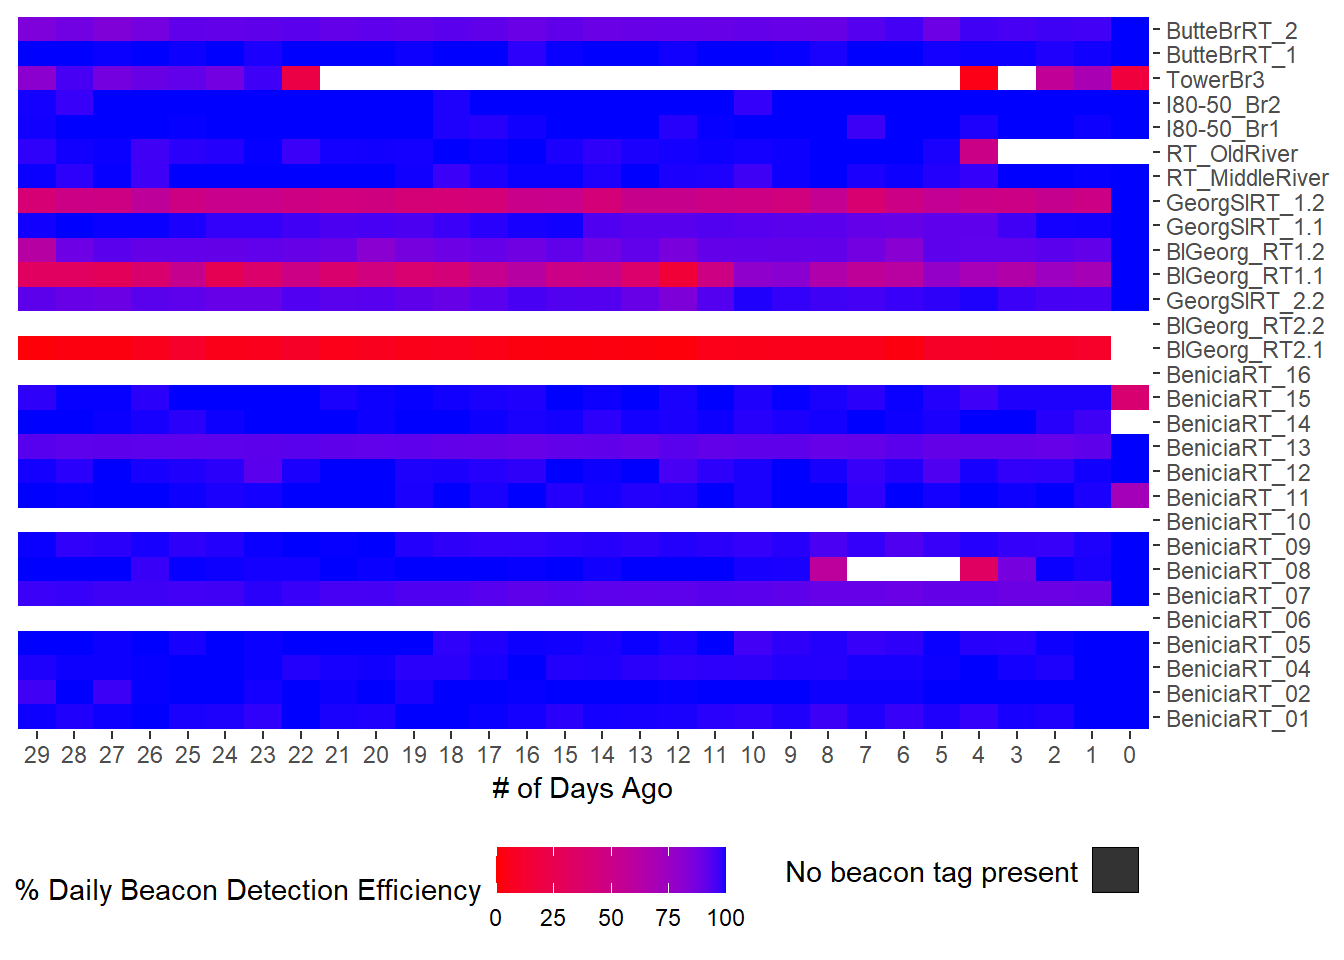 ButteBrRT_2
ButteBrRT_1
TowerBr3
I80-50_Br2
I80-50_Br1
RT_OldRiver
RT_MiddleRiver
GeorgSlRT_1.2
GeorgSlRT_1.1
BlGeorg_RT1.2
BlGeorg_RT1.1
GeorgSlRT_2.2
BlGeorg_RT2.2
BlGeorg_RT2.1
BeniciaRT_16
BeniciaRT_15
BeniciaRT_14
BeniciaRT_13
BeniciaRT_12
BeniciaRT_11
BeniciaRT_10
BeniciaRT_09
BeniciaRT_08
BeniciaRT_07
BeniciaRT_06
BeniciaRT_05
BeniciaRT_04
BeniciaRT_02
BeniciaRT_01
29 28 27 26 25 24 23 22 21 20 19 18 17 16 15 14 13 12 11 10 9 8 7 6 5 4 3 2 1 0
# of Days Ago
% Daily Beacon Detection Efficiency
0 25 50 75 100
No beacon tag present